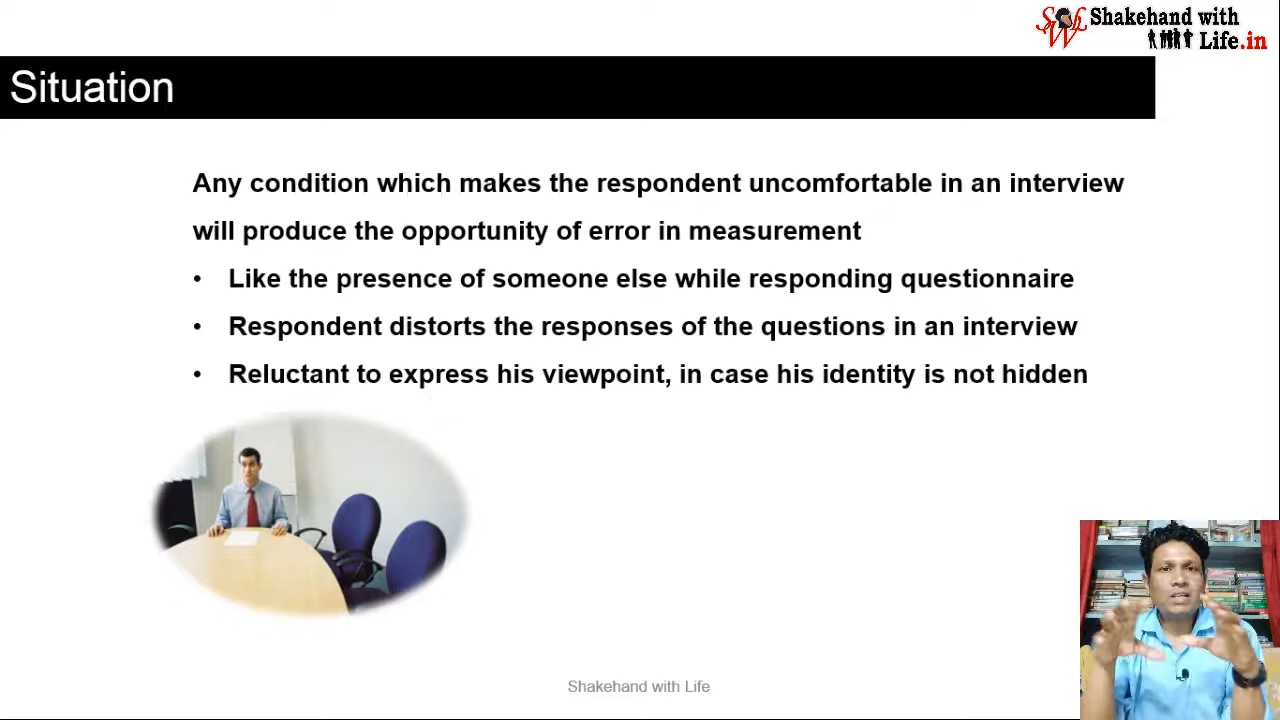 Shakehand with
Life.in
Situation
Any condition which makes the respondent uncomfortable in an interview
will produce the opportunity of error in measurement
• Like the presence of someone else while responding questionnaire
• Respondent distorts the responses of the questions in an interview
• Reluctant to express his viewpoint, in case his identity is not hidden
Shakehand with Life